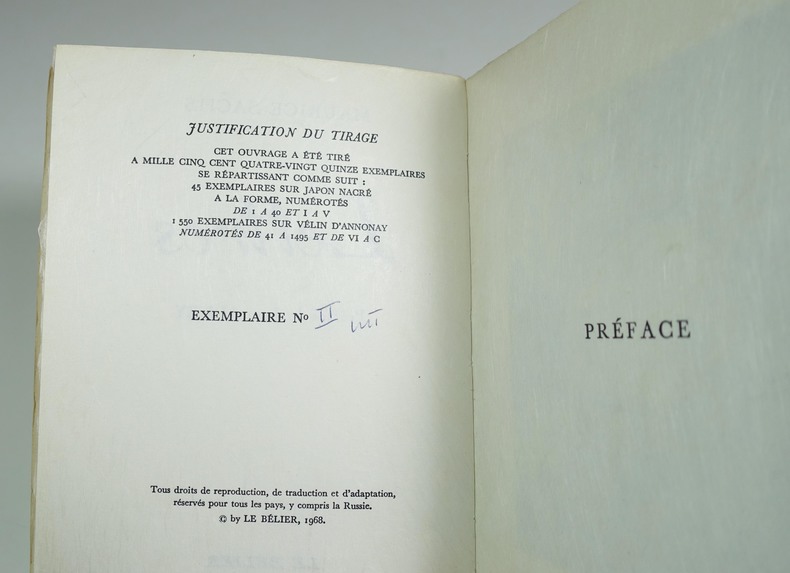 JUSTIFICATION DU TIRAGE
CET OUVRAGE A ÉTÉ TIRÉ
A MILLE CINQ CENT QUATRE-VINGT QUINZE EXEMPLAIRES
SE RÉPARTISSANT COMME SUIT :
45 EXEMPLAIRES SUR JAPON NACRÉ
A LA FORME, NUMÉROTÉS
DE 1 A 40 ET I A V
1 550 EXEMPLAIRES SUR VÉLIN D'ANNONAY
NUMÉROTÉS DE 41 A 1495 ET DE VI A C
EXEMPLAIRE No II
Tous droits de reproduction, de traduction et d'adaptation,
réservés pour tous les pays, y compris la Russie.
© by LE BÉLIER, 1968.
PRÉFACE